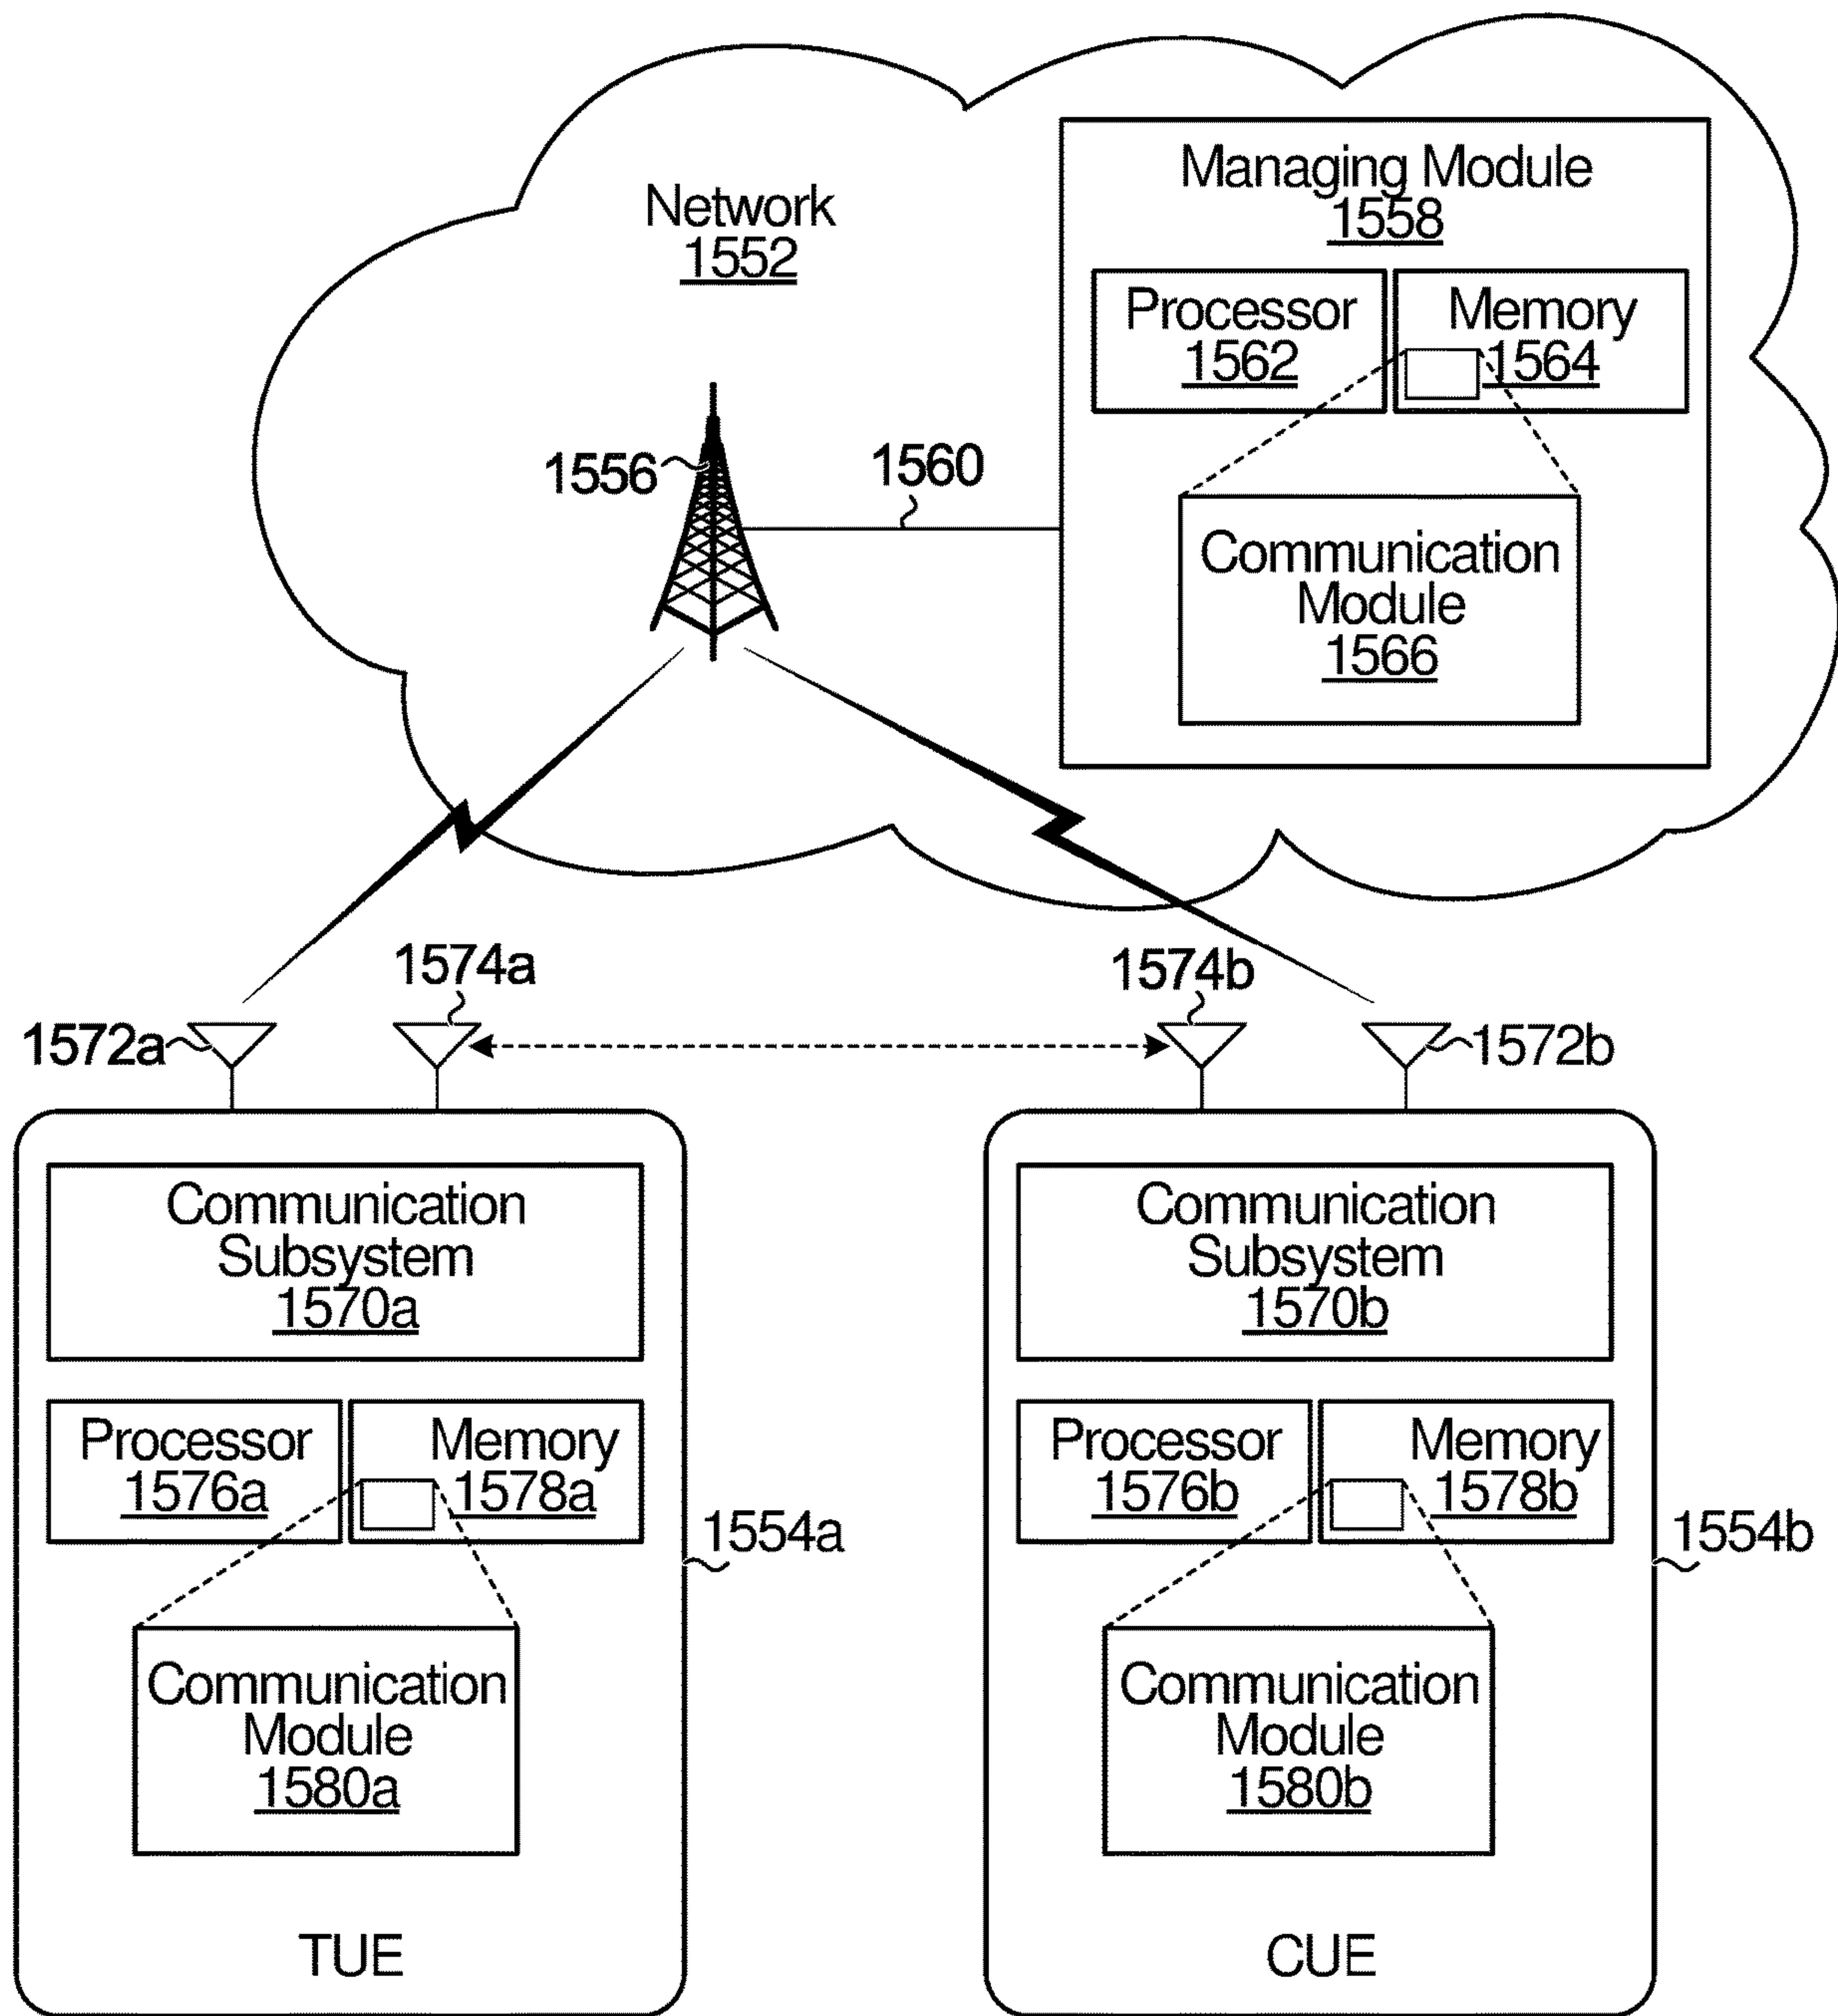 Network
1552
Managing Module
1558
Processor
1562
Memory
1564
1556
1560
Communication
Module
1566
1574a
1574b
1572a
1572b
Communication
Subsystem
1570a
Communication
Subsystem
1570b
Processor
1576a
Memory
1578a
1554a
Processor
1576b
Memory
1578b
1554b
Communication
Module
1580a
Communication
Module
1580b
TUE
CUE